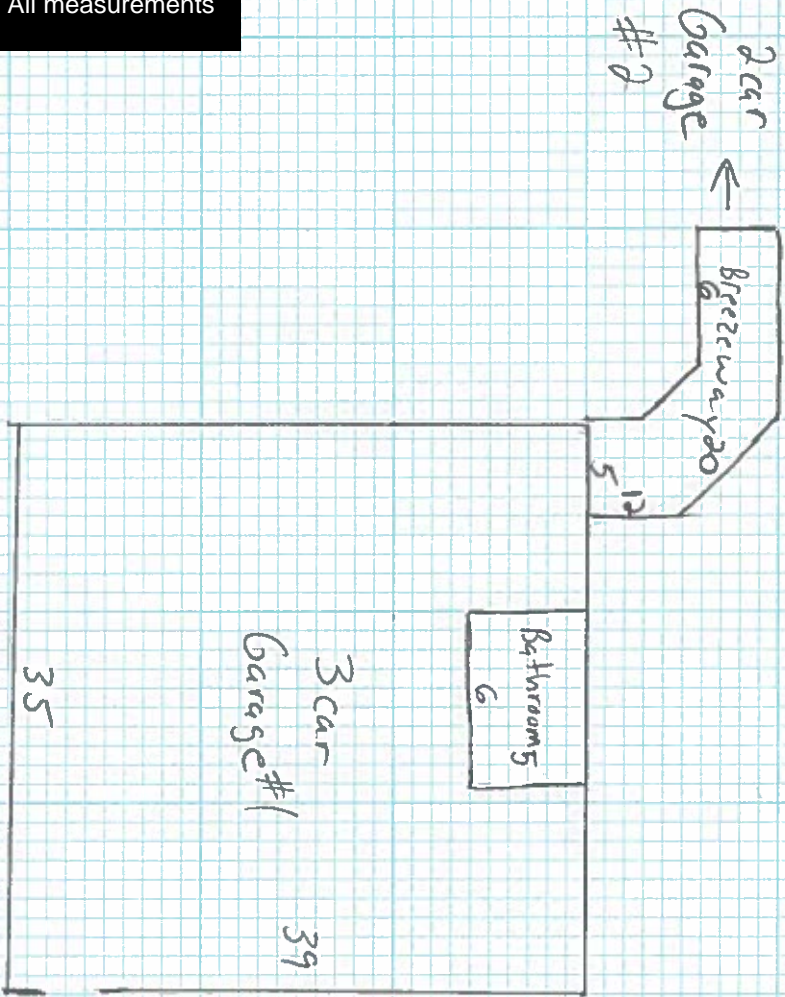 All measurements
2 car
Garage
#2
←
Breezeway 20
6
5
12
Bathroom 5
6
3 car
Garage #1
35
39